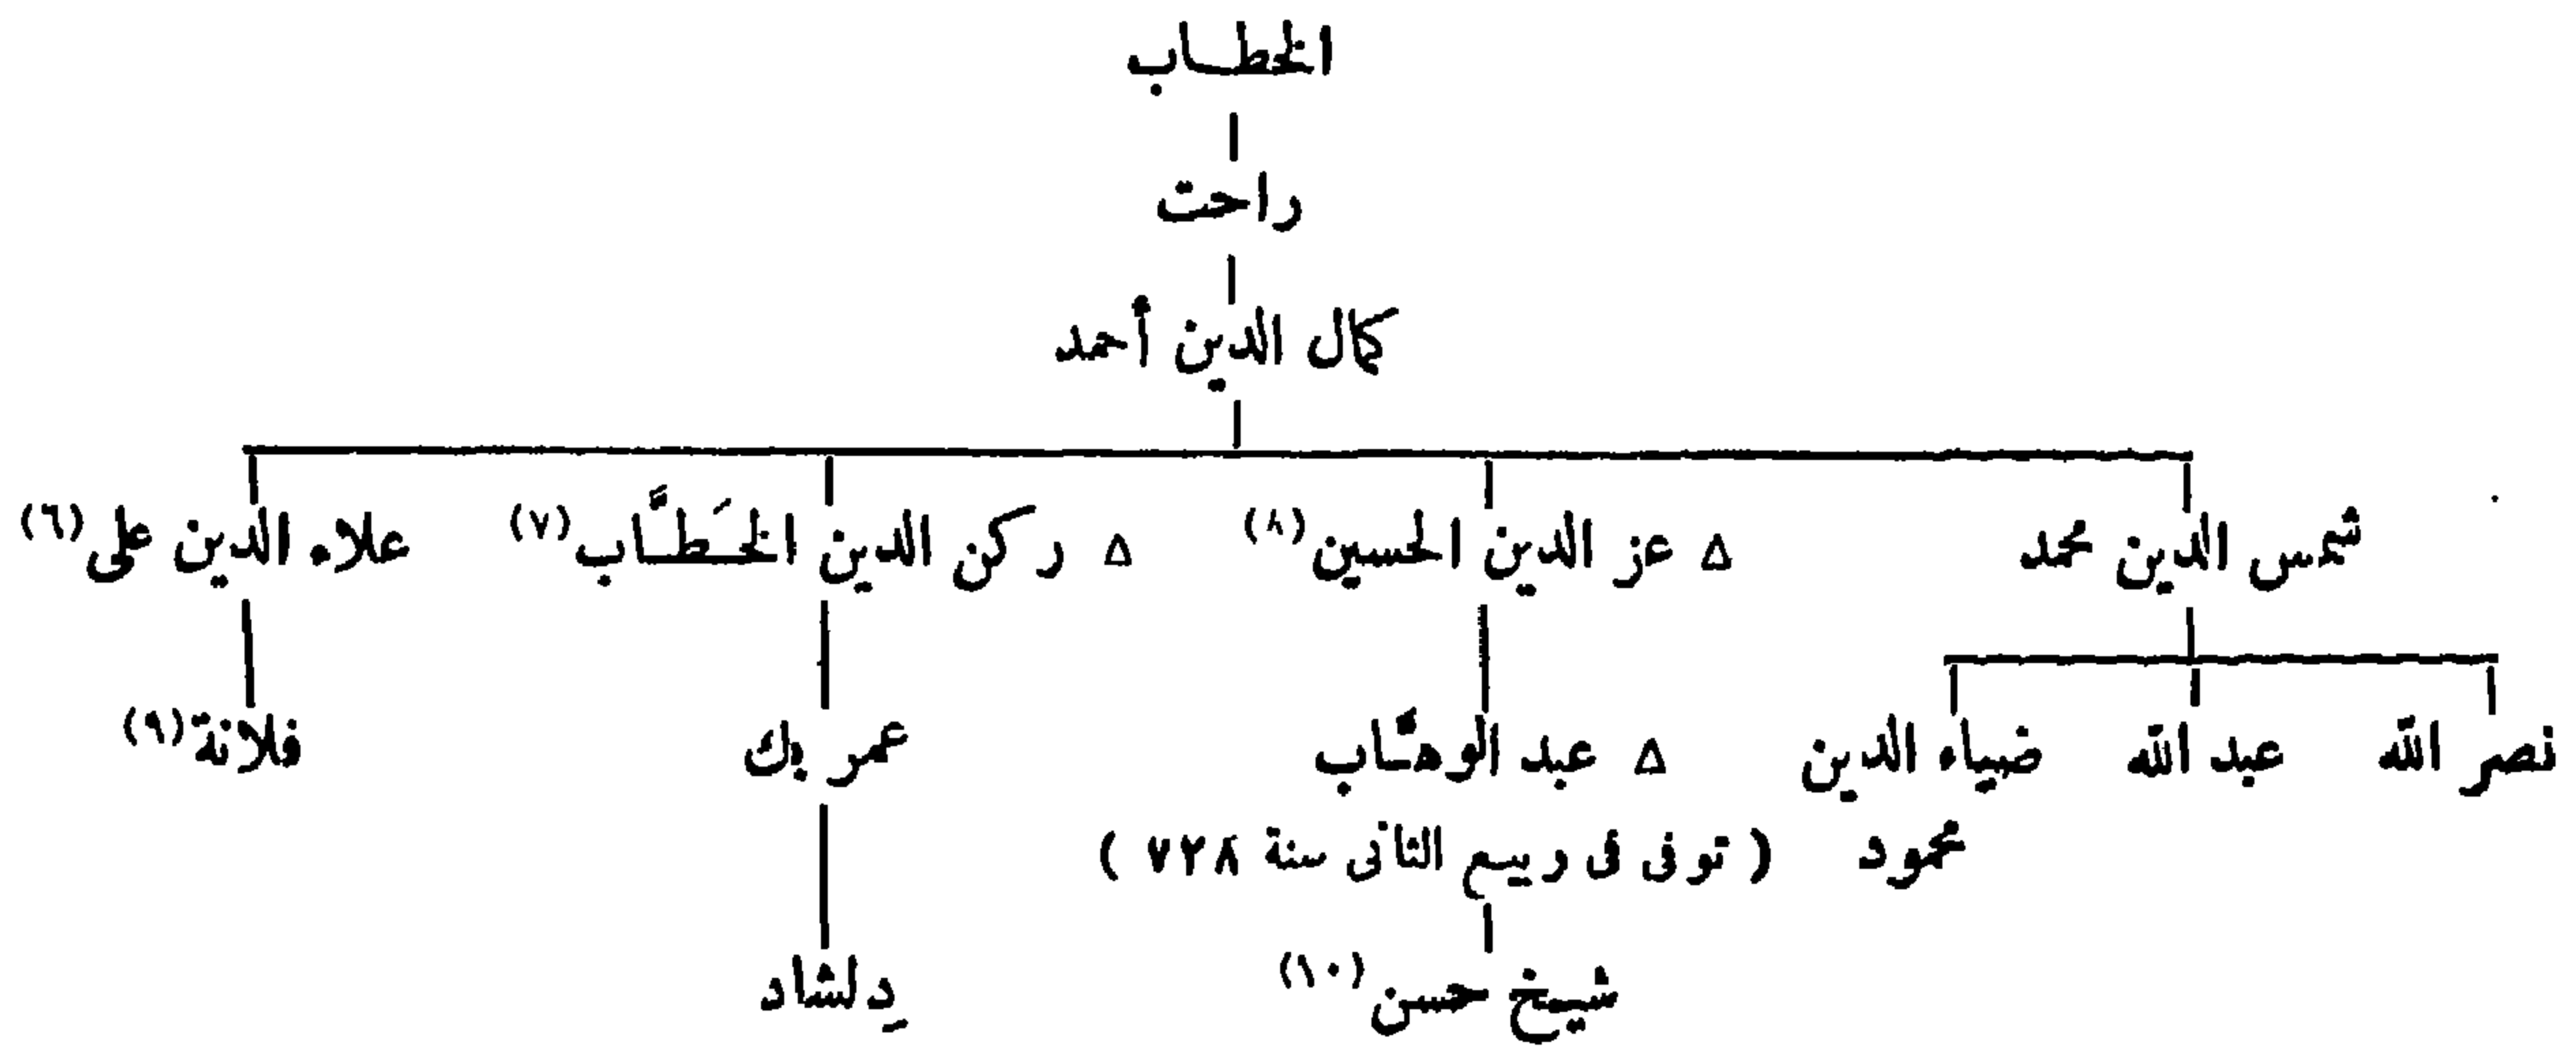 الخطاب
راحت
كمال الدين أحمد
شمس الدين محمد Δ عز الدين الحسين (٨) Δ ركن الدين الخَطَّاب (٧) علاء الدين على (٦)
نصر الله عبد الله ضياء الدين Δ عبد الوهَّاب عمر بك فلانة (٩)
محمود ( توفى فى ربيع الثانى سنة ٧٢٨ )
شيخ حسن (١٠) دِلشاد